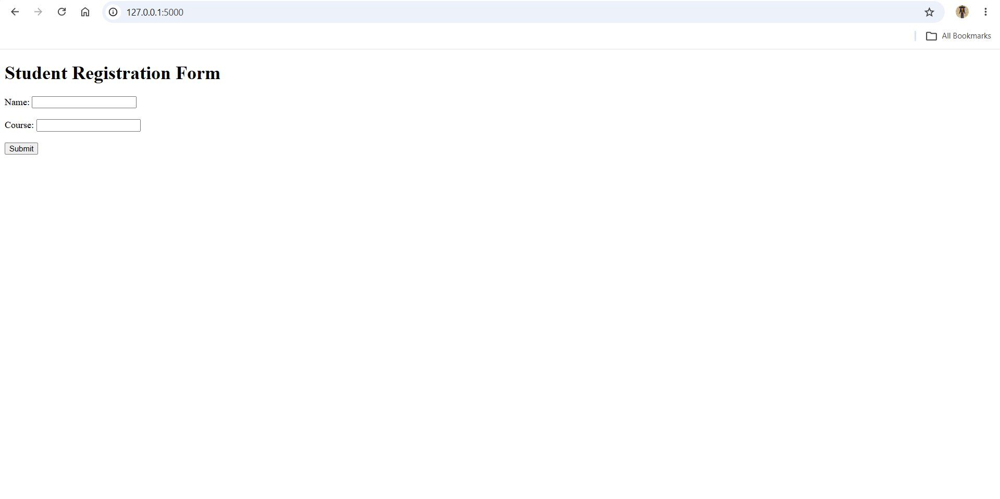 127.0.0.1:5000
All Bookmarks
Student Registration Form
Name:
Course:
Submit